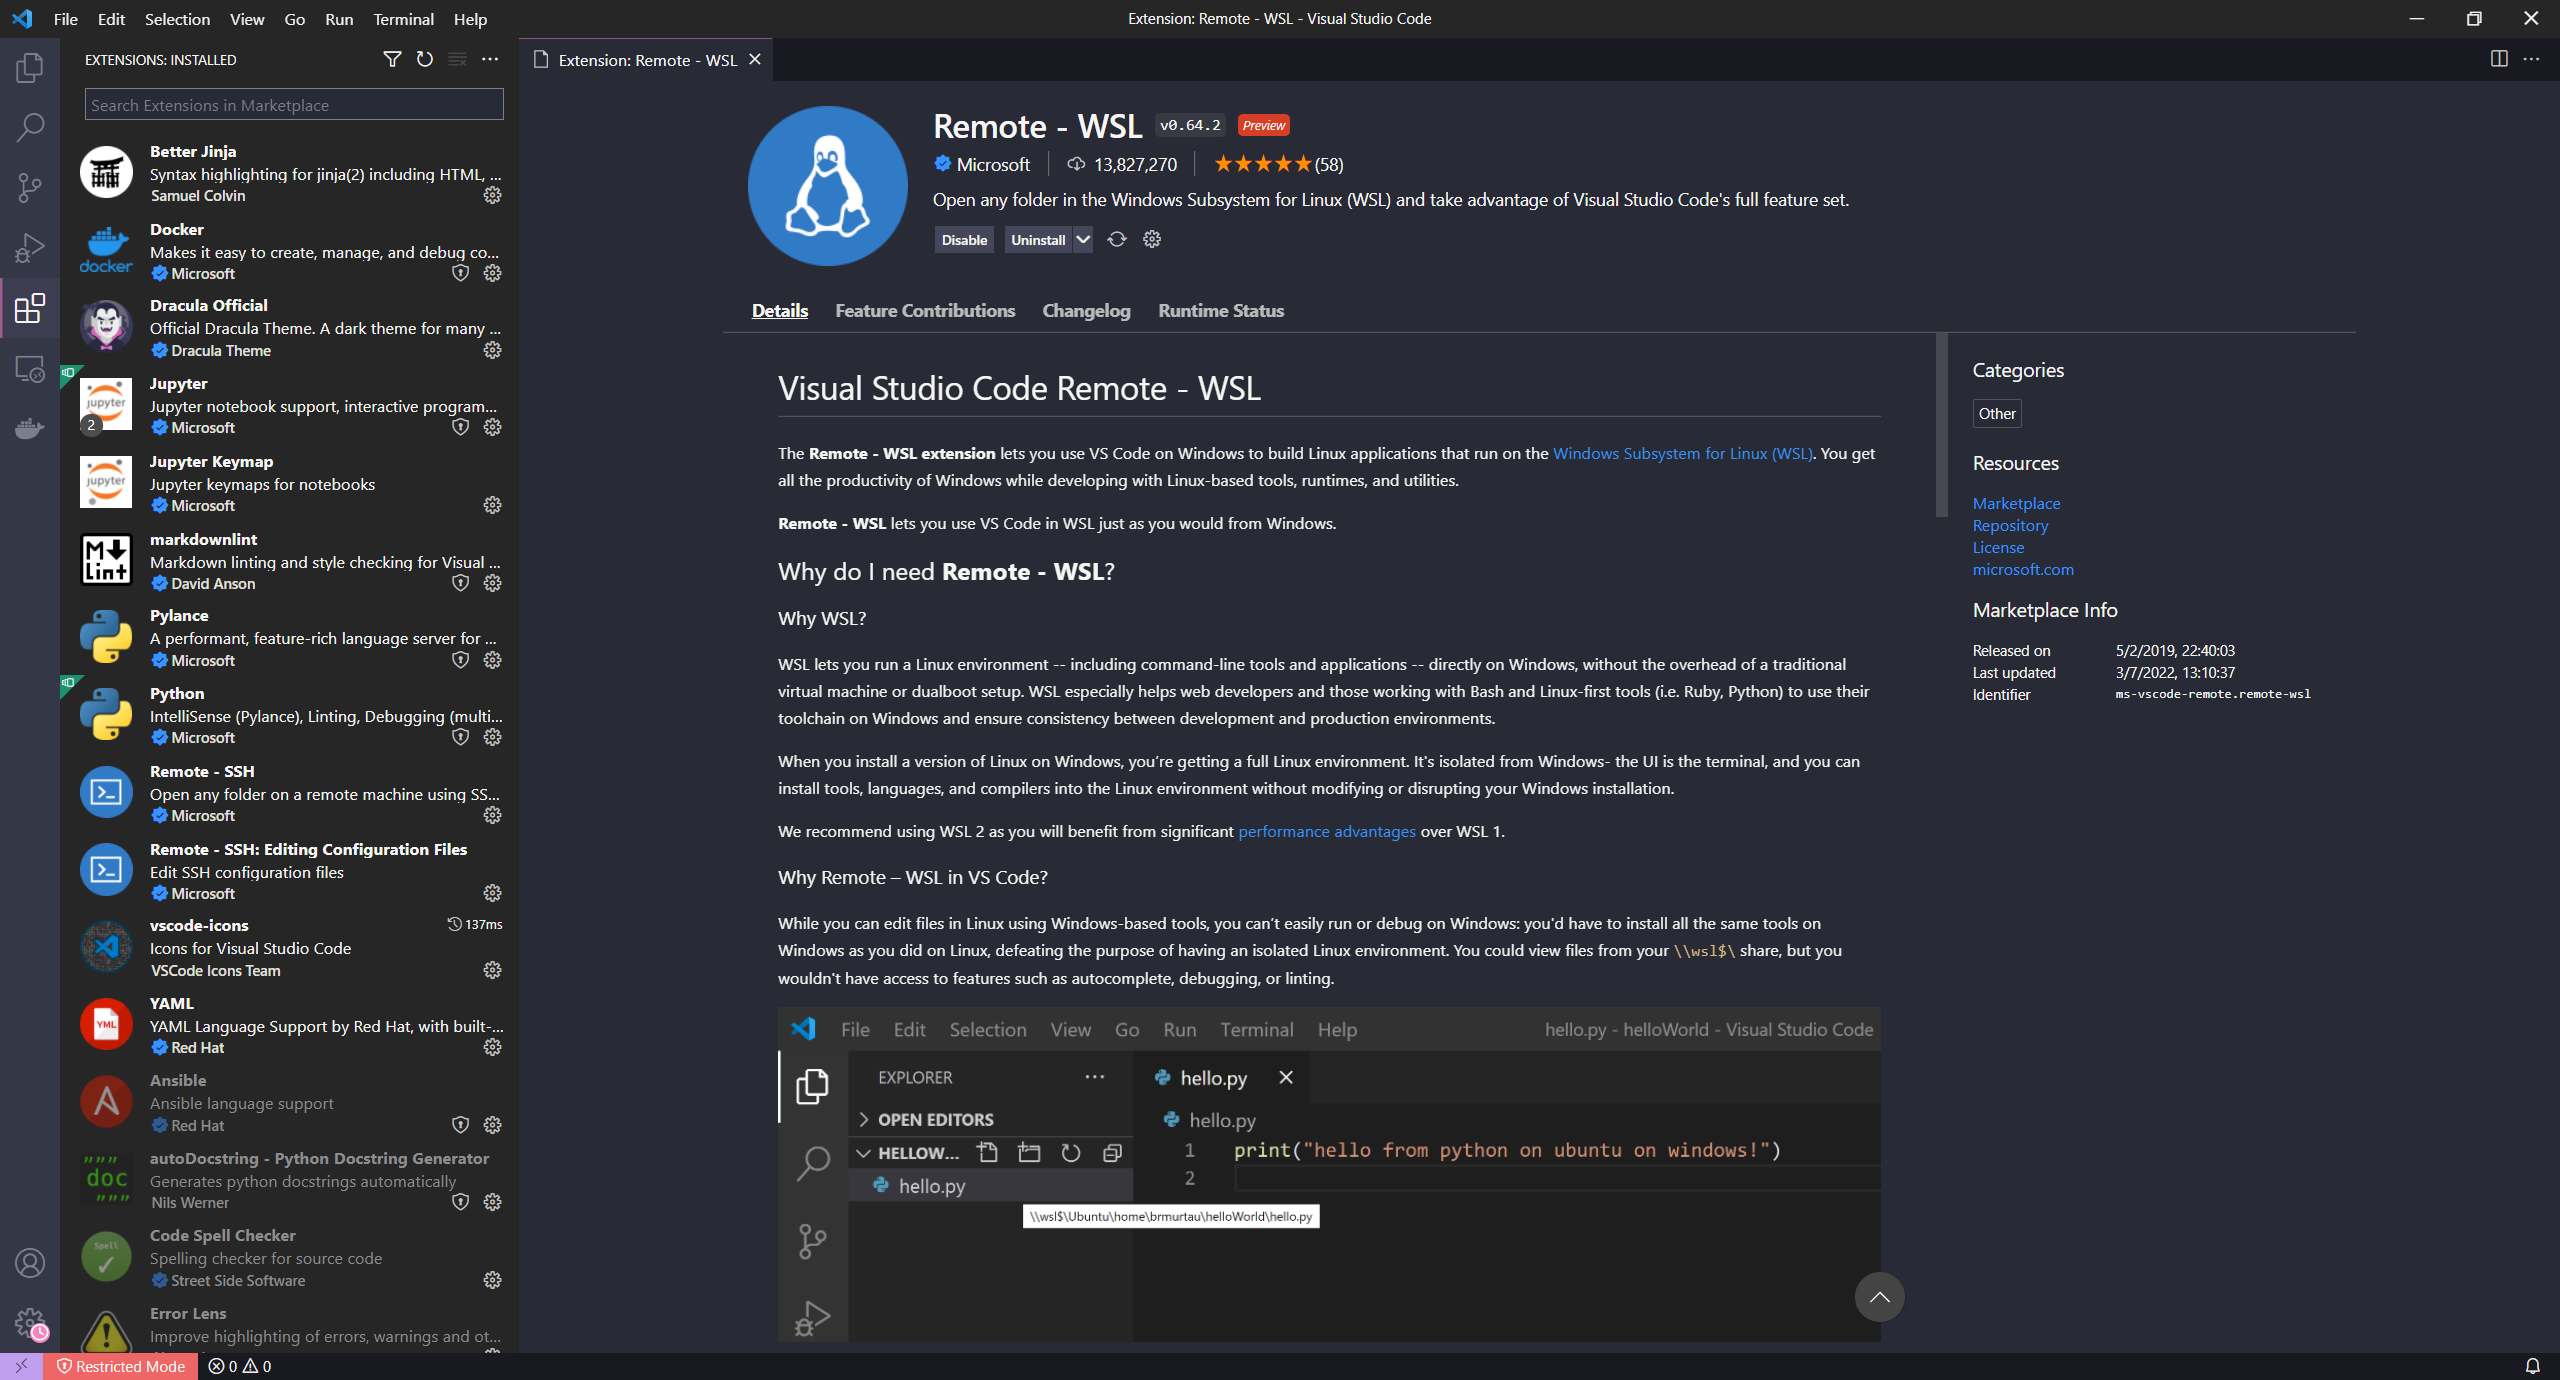 File Edit Selection View Go Run Terminal Help
Extension: Remote - WSL - Visual Studio Code
EXTENSIONS: INSTALLED
Search Extensions in Marketplace
Better Jinja
Syntax highlighting for jinja(2) including HTML, ...
Samuel Colvin
docker
Docker
Makes it easy to create, manage, and debug co...
Microsoft
Dracula Official
Official Dracula Theme. A dark theme for many ...
Dracula Theme
jupyter
2
Jupyter
Jupyter notebook support, interactive program...
Microsoft
jupyter
Jupyter Keymap
Jupyter keymaps for notebooks
Microsoft
M
Lint
markdownlint
Markdown linting and style checking for Visual ...
David Anson
Pylance
A performant, feature-rich language server for ...
Microsoft
Python
IntelliSense (Pylance), Linting, Debugging (multi...
Microsoft
Remote - SSH
Open any folder on a remote machine using SS...
Microsoft
Remote - SSH: Editing Configuration Files
Edit SSH configuration files
Microsoft
vscode-icons
137ms
Icons for Visual Studio Code
VSCode Icons Team
YML
YAML
YAML Language Support by Red Hat, with built-...
Red Hat
A
Ansible
Ansible language support
Red Hat
"""
doc
"""
autoDocstring - Python Docstring Generator
Generates python docstrings automatically
Nils Werner
Spell
Code Spell Checker
Spelling checker for source code
Street Side Software
Error Lens
Improve highlighting of errors, warnings and ot...
Extension: Remote - WSL
Remote - WSL v0.64.2 Preview
Microsoft 13,827,270 ★★★★★(58)
Open any folder in the Windows Subsystem for Linux (WSL) and take advantage of Visual Studio Code's full feature set.
Disable Uninstall
Details Feature Contributions Changelog Runtime Status
Visual Studio Code Remote - WSL
The Remote - WSL extension lets you use VS Code on Windows to build Linux applications that run on the Windows Subsystem for Linux (WSL). You get
all the productivity of Windows while developing with Linux-based tools, runtimes, and utilities.
Remote - WSL lets you use VS Code in WSL just as you would from Windows.
Why do I need Remote - WSL?
Why WSL?
WSL lets you run a Linux environment -- including command-line tools and applications -- directly on Windows, without the overhead of a traditional
virtual machine or dualboot setup. WSL especially helps web developers and those working with Bash and Linux-first tools (i.e. Ruby, Python) to use their
toolchain on Windows and ensure consistency between development and production environments.
When you install a version of Linux on Windows, you’re getting a full Linux environment. It's isolated from Windows- the UI is the terminal, and you can
install tools, languages, and compilers into the Linux environment without modifying or disrupting your Windows installation.
We recommend using WSL 2 as you will benefit from significant performance advantages over WSL 1.
Why Remote – WSL in VS Code?
While you can edit files in Linux using Windows-based tools, you can’t easily run or debug on Windows: you'd have to install all the same tools on
Windows as you did on Linux, defeating the purpose of having an isolated Linux environment. You could view files from your \\wsl$\ share, but you
wouldn't have access to features such as autocomplete, debugging, or linting.
File Edit Selection View Go Run Terminal Help
hello.py - helloWorld - Visual Studio Code
EXPLORER
OPEN EDITORS
HELLOW...
hello.py
\\wsl$\Ubuntu\home\brmurtau\helloWorld\hello.py
hello.py
hello.py
1 print("hello from python on ubuntu on windows!")
2
Categories
Other
Resources
Marketplace
Repository
License
microsoft.com
Marketplace Info
Released on 5/2/2019, 22:40:03
Last updated 3/7/2022, 13:10:37
Identifier ms-vscode-remote.remote-wsl
Restricted Mode 0 0